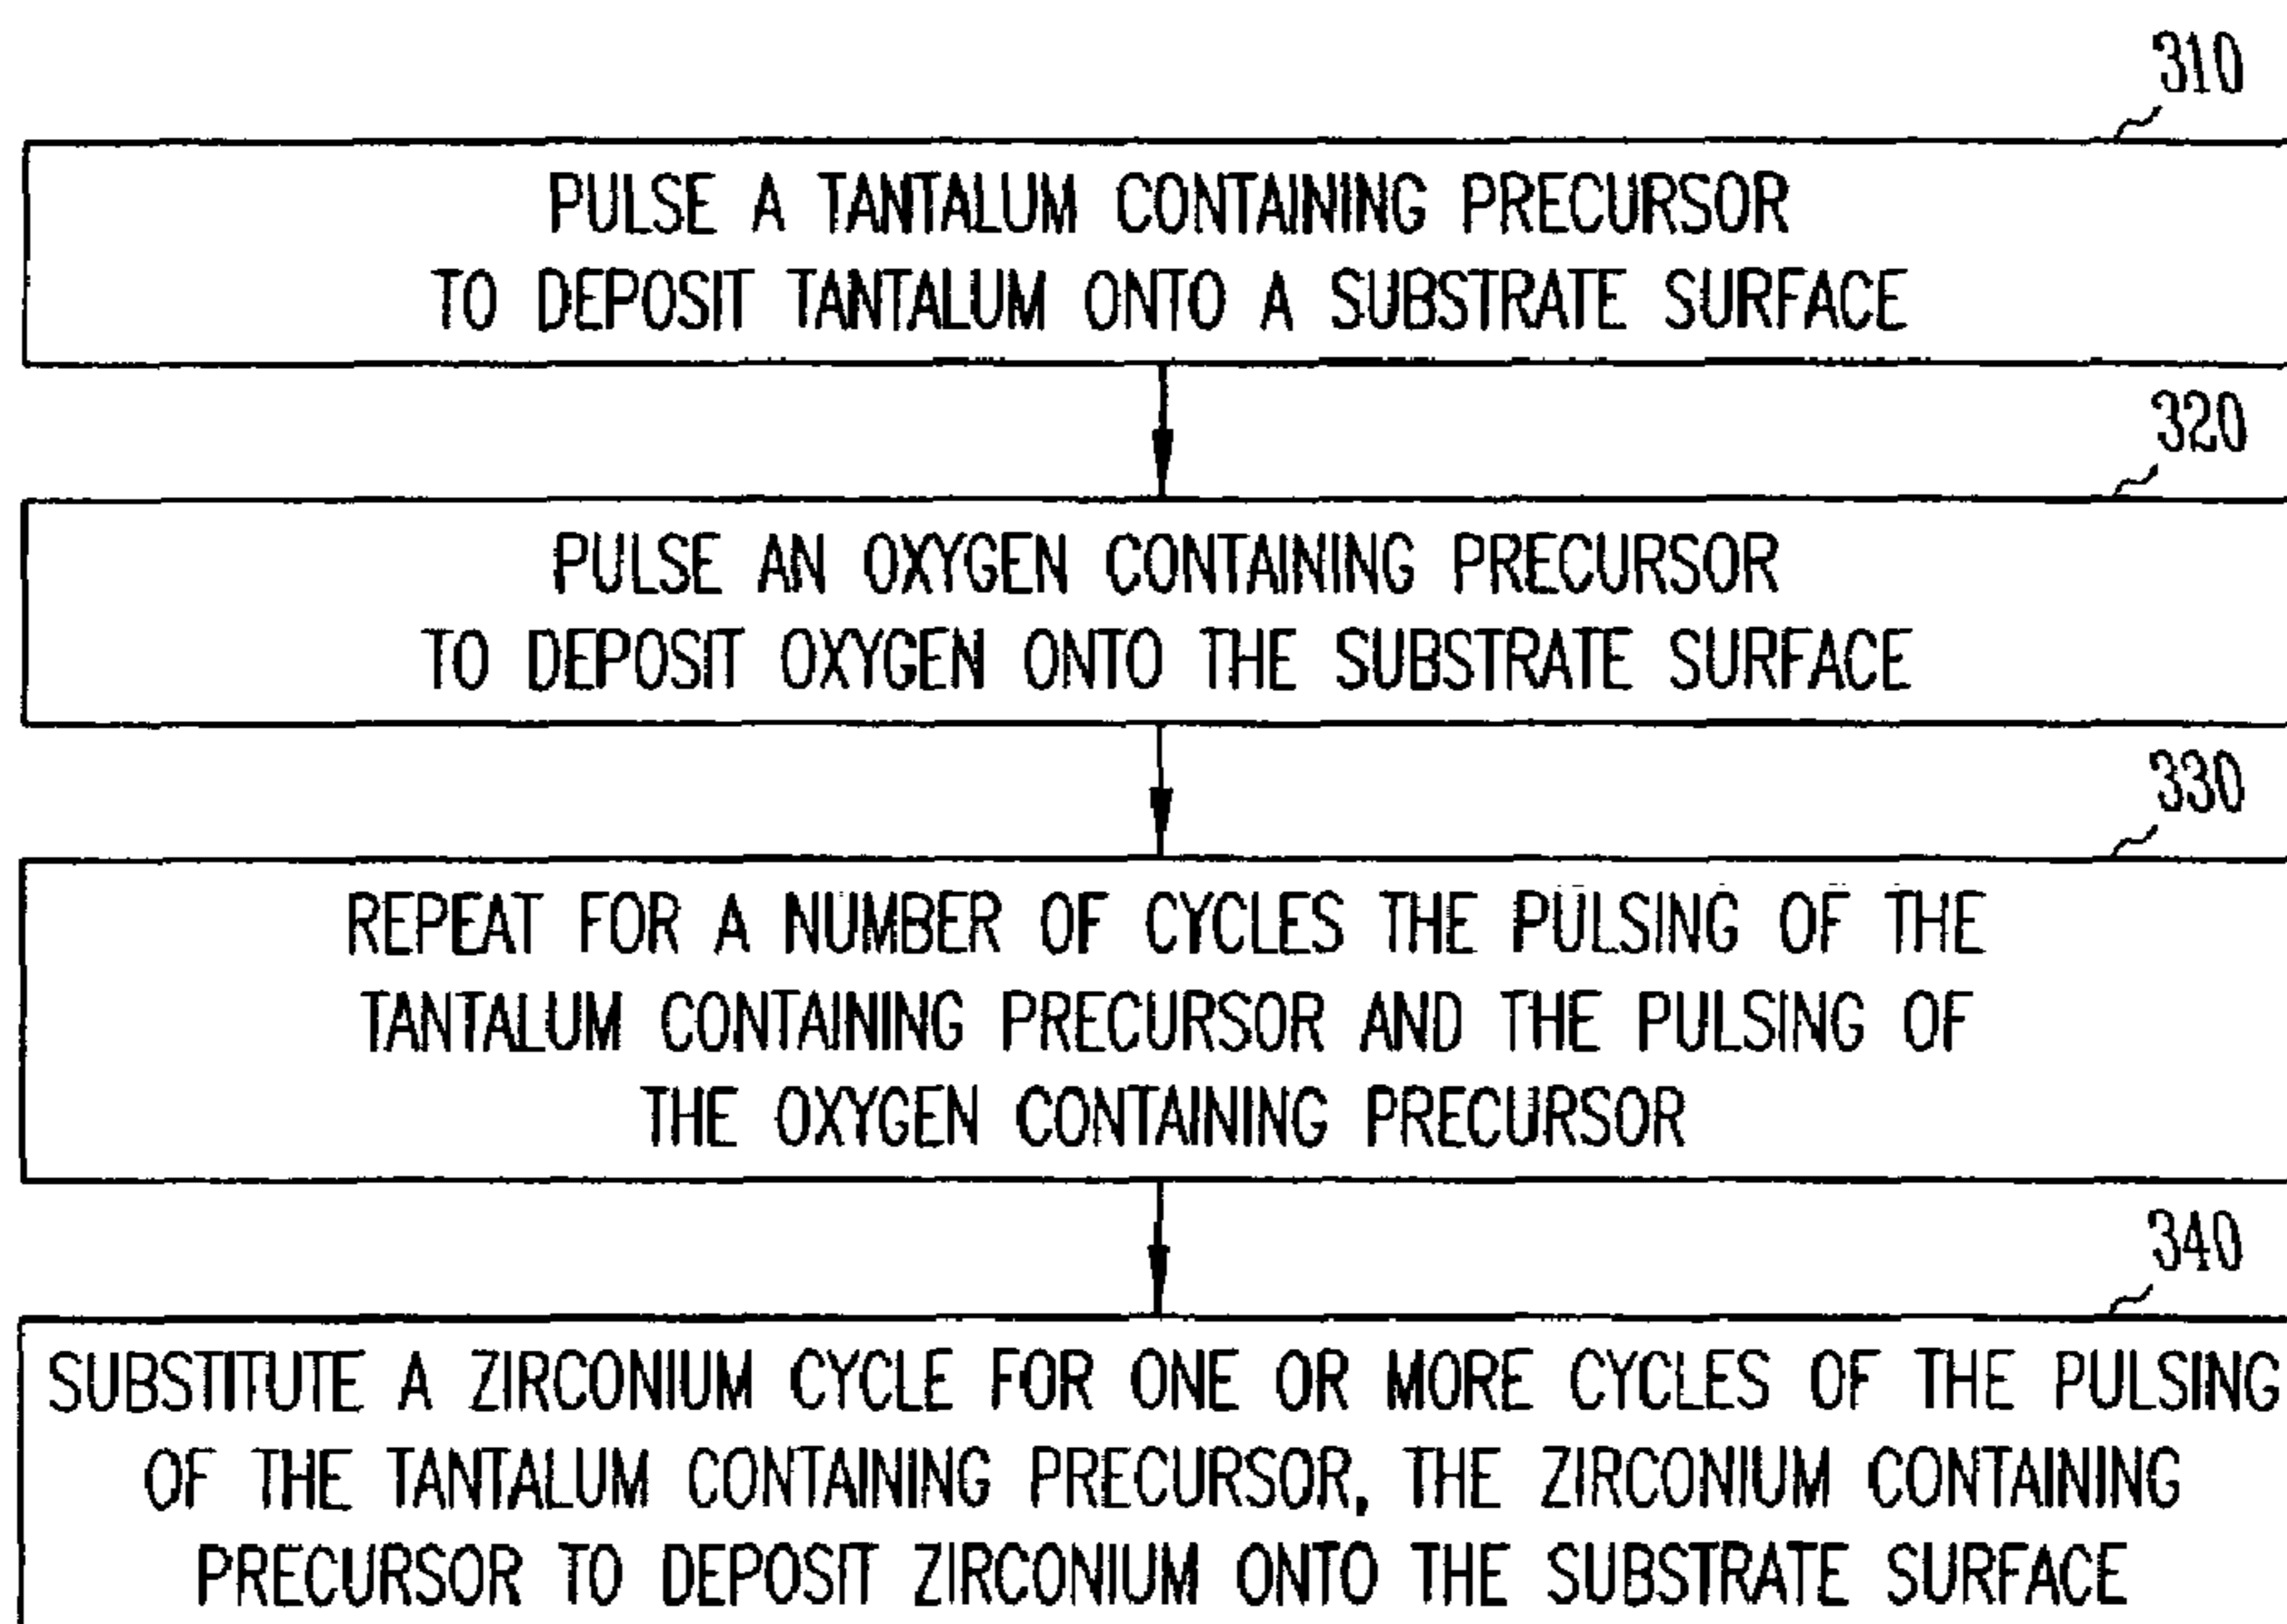 310
PULSE A TANTALUM CONTAINING PRECURSOR
TO DEPOSIT TANTALUM ONTO A SUBSTRATE SURFACE
320
PULSE AN OXYGEN CONTAINING PRECURSOR
TO DEPOSIT OXYGEN ONTO THE SUBSTRATE SURFACE
330
REPEAT FOR A NUMBER OF CYCLES THE PULSING OF THE
TANTALUM CONTAINING PRECURSOR AND THE PULSING OF
THE OXYGEN CONTAINING PRECURSOR
340
SUBSTITUTE A ZIRCONIUM CYCLE FOR ONE OR MORE CYCLES OF THE PULSING
OF THE TANTALUM CONTAINING PRECURSOR, THE ZIRCONIUM CONTAINING
PRECURSOR TO DEPOSIT ZIRCONIUM ONTO THE SUBSTRATE SURFACE